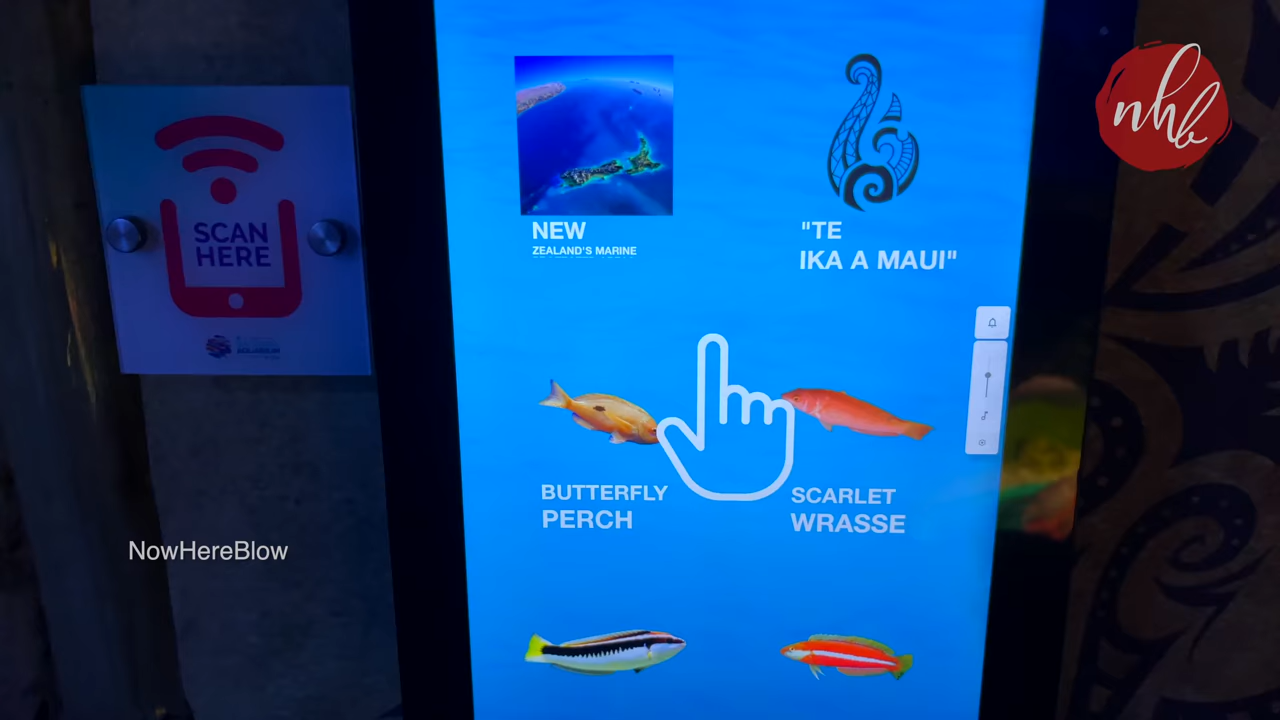 nhb
SCAN
HERE
NEW
ZEALAND'S MARINE
"TE
IKA A MAUI"
BUTTERFLY
PERCH
SCARLET
WRASSE
NowHereBlow